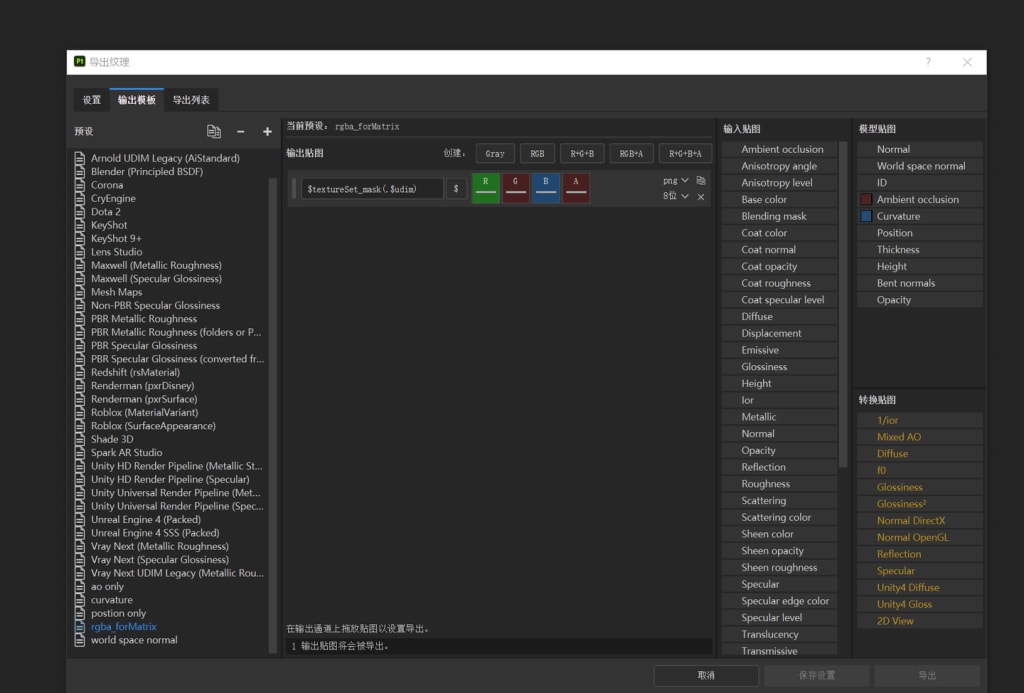 Pt 导出纹理
设置 输出模板 导出列表
预设
Arnold UDIM Legacy (AiStandard)
Blender (Principled BSDF)
Corona
CryEngine
Dota 2
KeyShot
KeyShot 9+
Lens Studio
Maxwell (Metallic Roughness)
Maxwell (Specular Glossiness)
Mesh Maps
Non-PBR Specular Glossiness
PBR Metallic Roughness
PBR Metallic Roughness (folders or P...
PBR Specular Glossiness
PBR Specular Glossiness (converted fr...
Redshift (rsMaterial)
Renderman (pxrDisney)
Renderman (pxrSurface)
Roblox (MaterialVariant)
Roblox (SurfaceAppearance)
Shade 3D
Spark AR Studio
Unity HD Render Pipeline (Metallic St...
Unity HD Render Pipeline (Specular)
Unity Universal Render Pipeline (Met...
Unity Universal Render Pipeline (Spec...
Unreal Engine 4 (Packed)
Unreal Engine 4 SSS (Packed)
Vray Next (Metallic Roughness)
Vray Next (Specular Glossiness)
Vray Next UDIM Legacy (Metallic Rou...
ao only
curvature
postion only
rgba_forMatrix
world space normal
当前预设: rgba_forMatrix
输出贴图 创建: Gray RGB R+G+B RGB+A R+G+B+A
$textureSet_mask(.$udim) $ R G B A png
8位
在输出通道上拖放贴图以设置导出。
1 输出贴图将会被导出。
输入贴图
Ambient occlusion
Anisotropy angle
Anisotropy level
Base color
Blending mask
Coat color
Coat normal
Coat opacity
Coat roughness
Coat specular level
Diffuse
Displacement
Emissive
Glossiness
Height
Ior
Metallic
Normal
Opacity
Reflection
Roughness
Scattering
Scattering color
Sheen color
Sheen opacity
Sheen roughness
Specular
Specular edge color
Specular level
Translucency
Transmissive
模型贴图
Normal
World space normal
ID
Ambient occlusion
Curvature
Position
Thickness
Height
Bent normals
Opacity
转换贴图
1/ior
Mixed AO
Diffuse
f0
Glossiness
Glossiness²
Normal DirectX
Normal OpenGL
Reflection
Specular
Unity4 Diffuse
Unity4 Gloss
2D View
取消 保存设置 导出